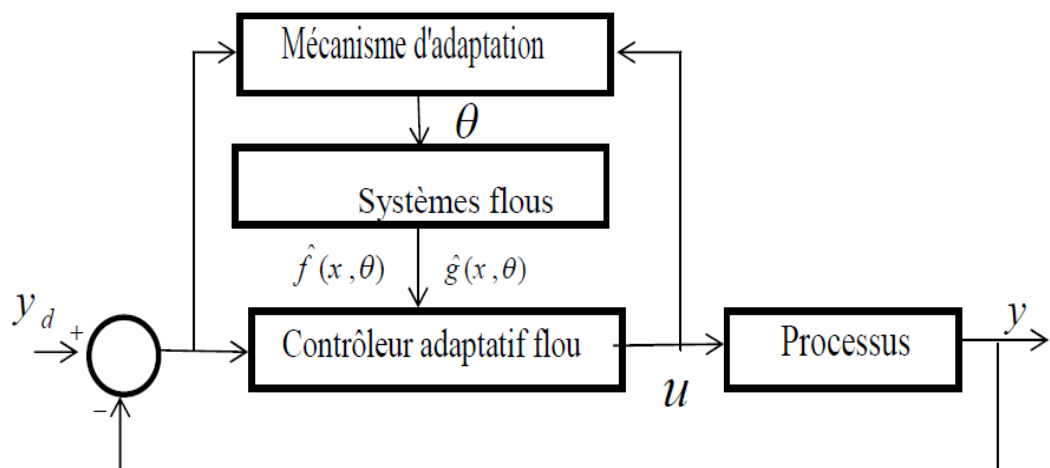 Mécanisme d'adaptation
θ
Systèmes flous
f̂ (x , θ) ĝ (x , θ)
y_d + Contrôleur adaptatif flou Processus y
−
u